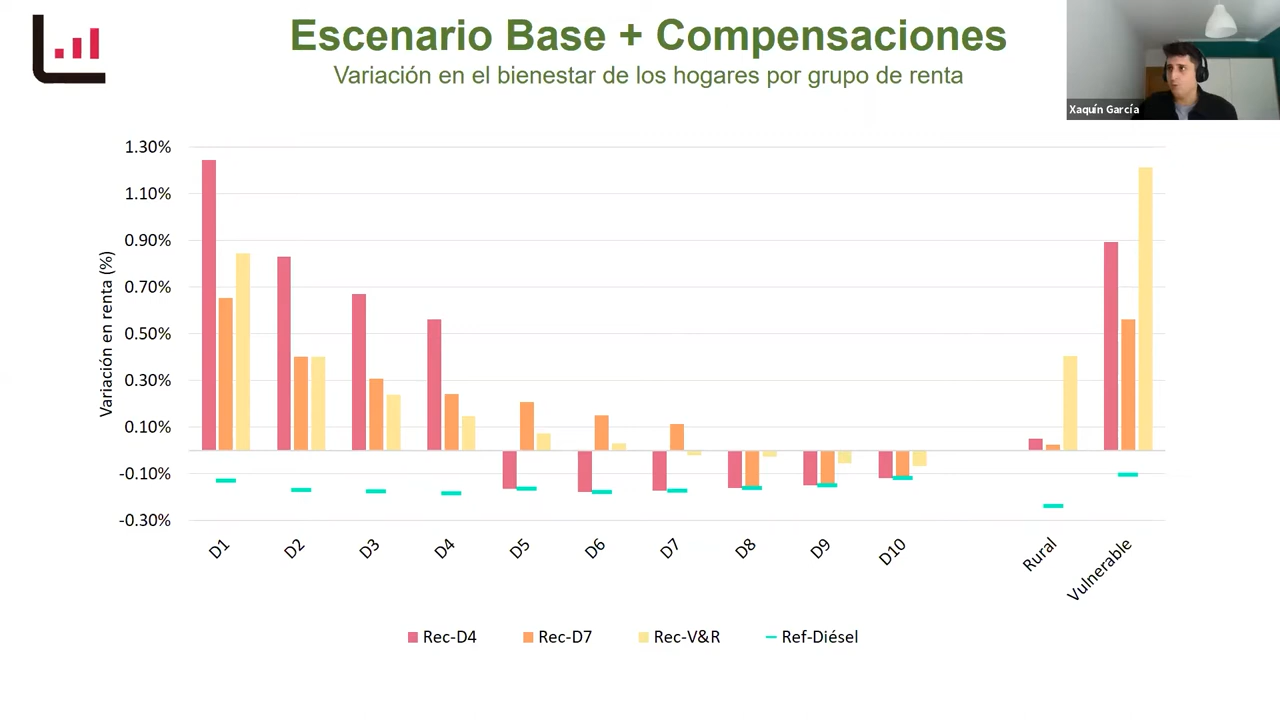 Escenario Base + Compensaciones
Variación en el bienestar de los hogares por grupo de renta
Xaquín García
Variación en renta (%)
1.30%
1.10%
0.90%
0.70%
0.50%
0.30%
0.10%
-0.10%
-0.30%
D1
D2
D3
D4
D5
D6
D7
D8
D9
D10
Rural
Vulnerable
Rec-D4
Rec-D7
Rec-V&R
Ref-Diésel